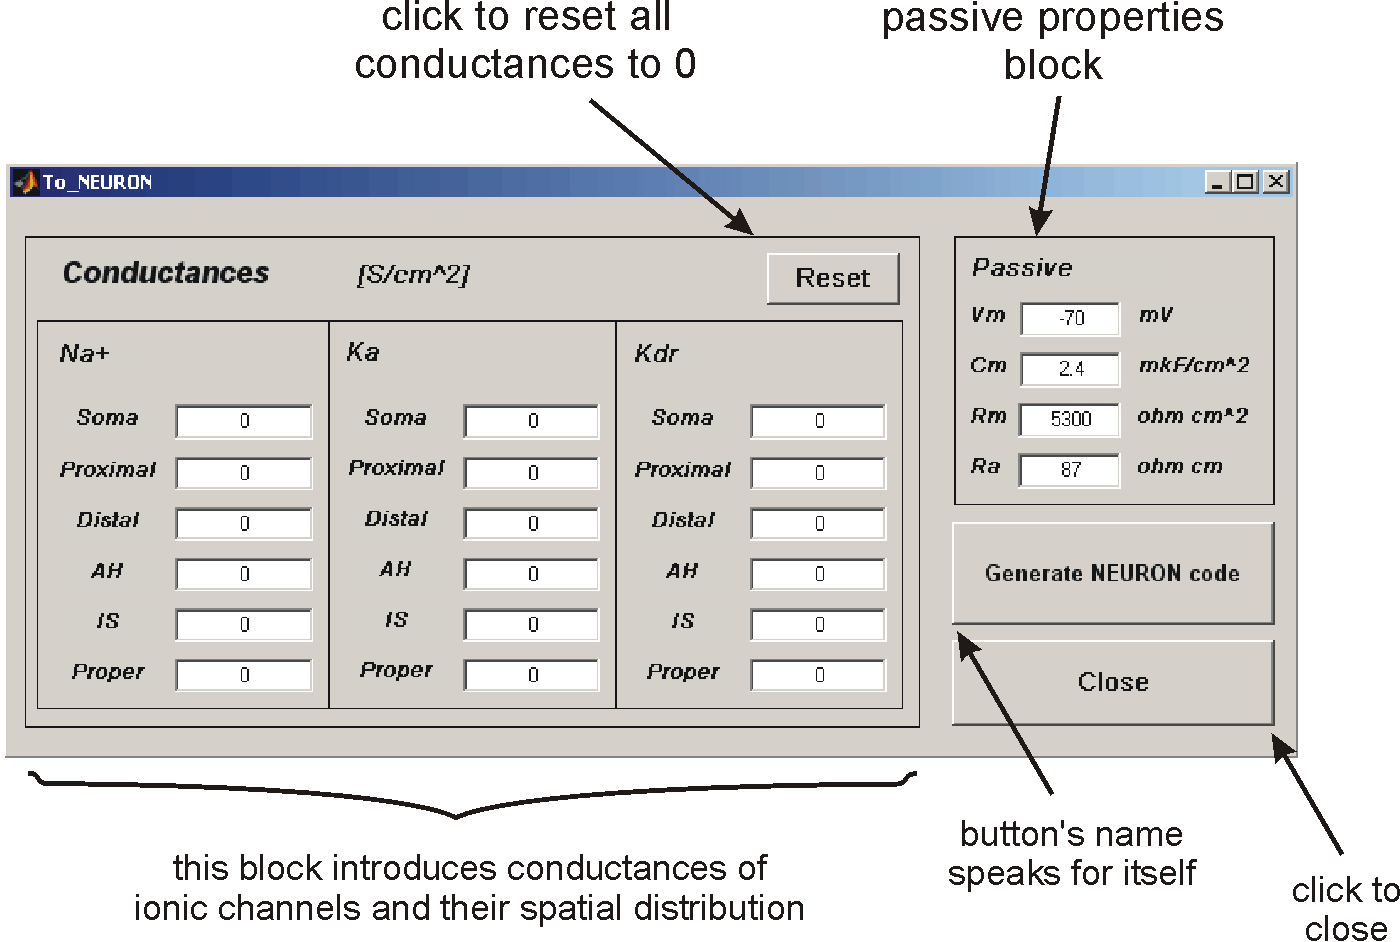 click to reset all
conductances to 0
passive properties
block
To_NEURON
Conductances [S/cm^2]
Reset
Na+
Soma 0
Proximal 0
Distal 0
AH 0
IS 0
Proper 0
Ka
Soma 0
Proximal 0
Distal 0
AH 0
IS 0
Proper 0
Kdr
Soma 0
Proximal 0
Distal 0
AH 0
IS 0
Proper 0
Passive
Vm -70 mV
Cm 2.4 mkF/cm^2
Rm 5300 ohm cm^2
Ra 87 ohm cm
Generate NEURON code
Close
this block introduces conductances of
ionic channels and their spatial distribution
button's name
speaks for itself
click to
close